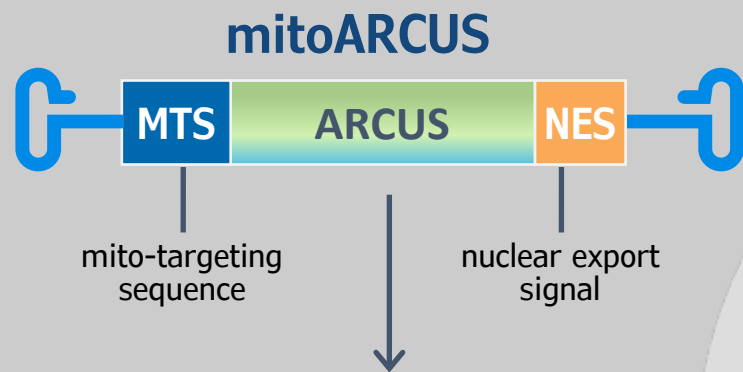 mitoARCUS
MTS ARCUS NES
mito-targeting
sequence
nuclear export
signal